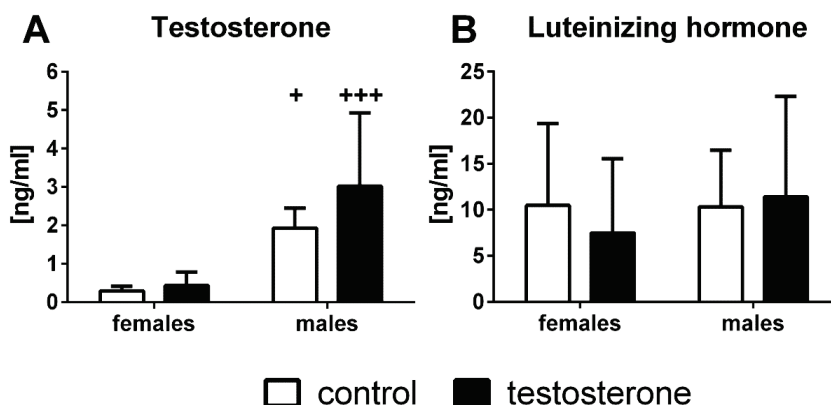 A Testosterone
[ng/ml]
6
5
4
3
2
1
0
+ +++
females males
B Luteinizing hormone
[ng/ml]
25
20
15
10
5
0
females males
control testosterone